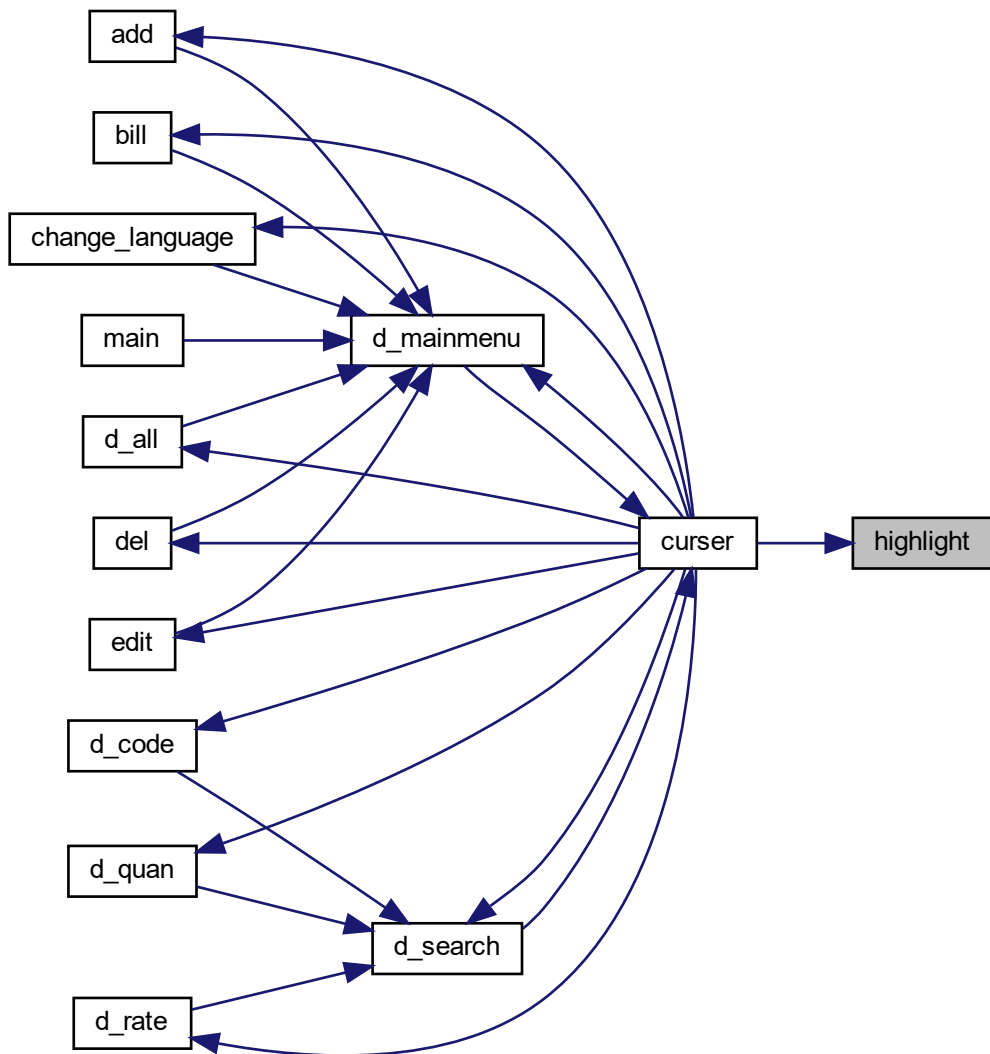 add
bill
change_language
main
d_mainmenu
d_all
del
curser
highlight
edit
d_code
d_quan
d_search
d_rate